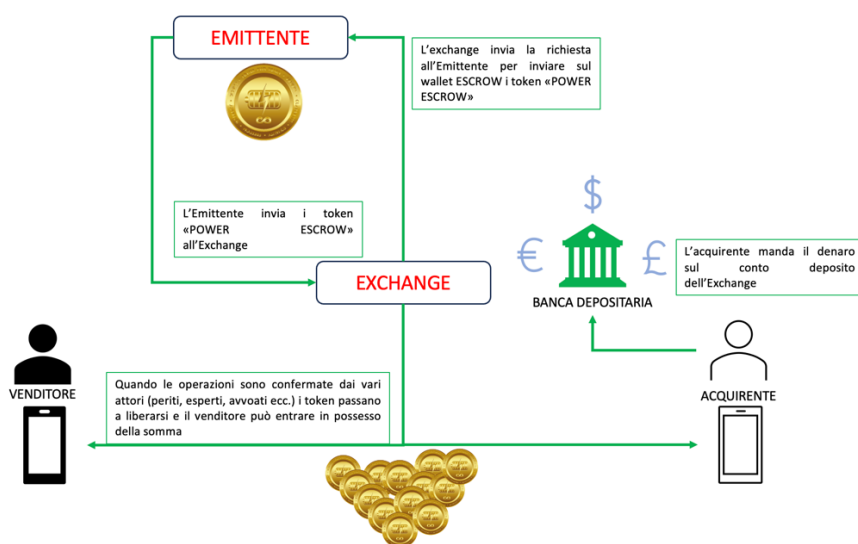 EMITTENTE
L'exchange invia la richiesta
all'Emittente per inviare sul
wallet ESCROW i token «POWER
ESCROW»
L'Emittente invia i token
«POWER ESCROW»
all'Exchange
$
€
£
L'acquirente manda il denaro
sul conto deposito
dell'Exchange
EXCHANGE
BANCA DEPOSITARIA
VENDITORE
Quando le operazioni sono confermate dai vari
attori (periti, esperti, avvoati ecc.) i token passano
a liberarsi e il venditore può entrare in possesso
della somma
ACQUIRENTE